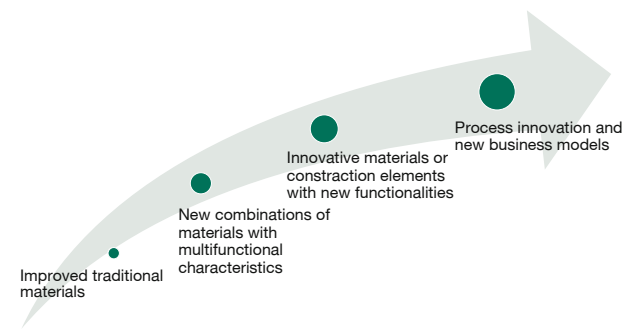 Improved traditional
materials
New combinations of
materials with
multifunctional
characteristics
Innovative materials or
constraction elements
with new functionalities
Process innovation and
new business models